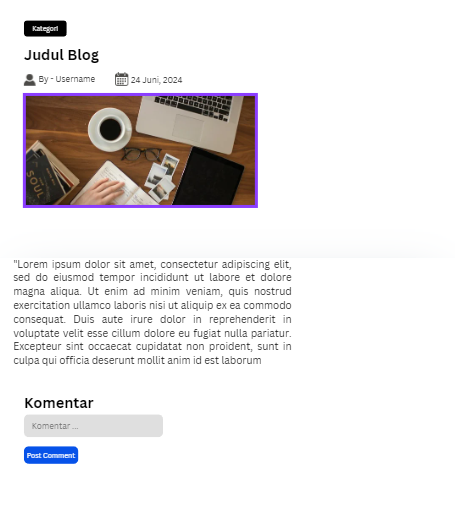 Kategori
Judul Blog
By - Username
24 Juni, 2024
SOUL
"Lorem ipsum dolor sit amet, consectetur adipiscing elit,
sed do eiusmod tempor incididunt ut labore et dolore
magna aliqua. Ut enim ad minim veniam, quis nostrud
exercitation ullamco laboris nisi ut aliquip ex ea commodo
consequat. Duis aute irure dolor in reprehenderit in
voluptate velit esse cillum dolore eu fugiat nulla pariatur.
Excepteur sint occaecat cupidatat non proident, sunt in
culpa qui officia deserunt mollit anim id est laborum
Komentar
Komentar ...
Post Comment